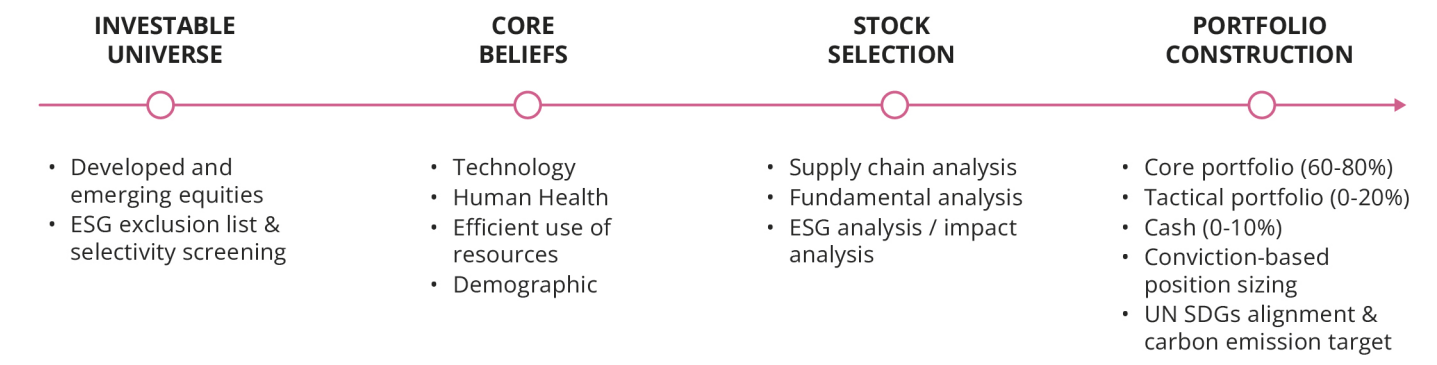 INVESTABLE
UNIVERSE
• Developed and
emerging equities
• ESG exclusion list &
selectivity screening
CORE
BELIEFS
• Technology
• Human Health
• Efficient use of
resources
• Demographic
STOCK
SELECTION
• Supply chain analysis
• Fundamental analysis
• ESG analysis / impact
analysis
PORTFOLIO
CONSTRUCTION
• Core portfolio (60-80%)
• Tactical portfolio (0-20%)
• Cash (0-10%)
• Conviction-based
position sizing
• UN SDGs alignment &
carbon emission target